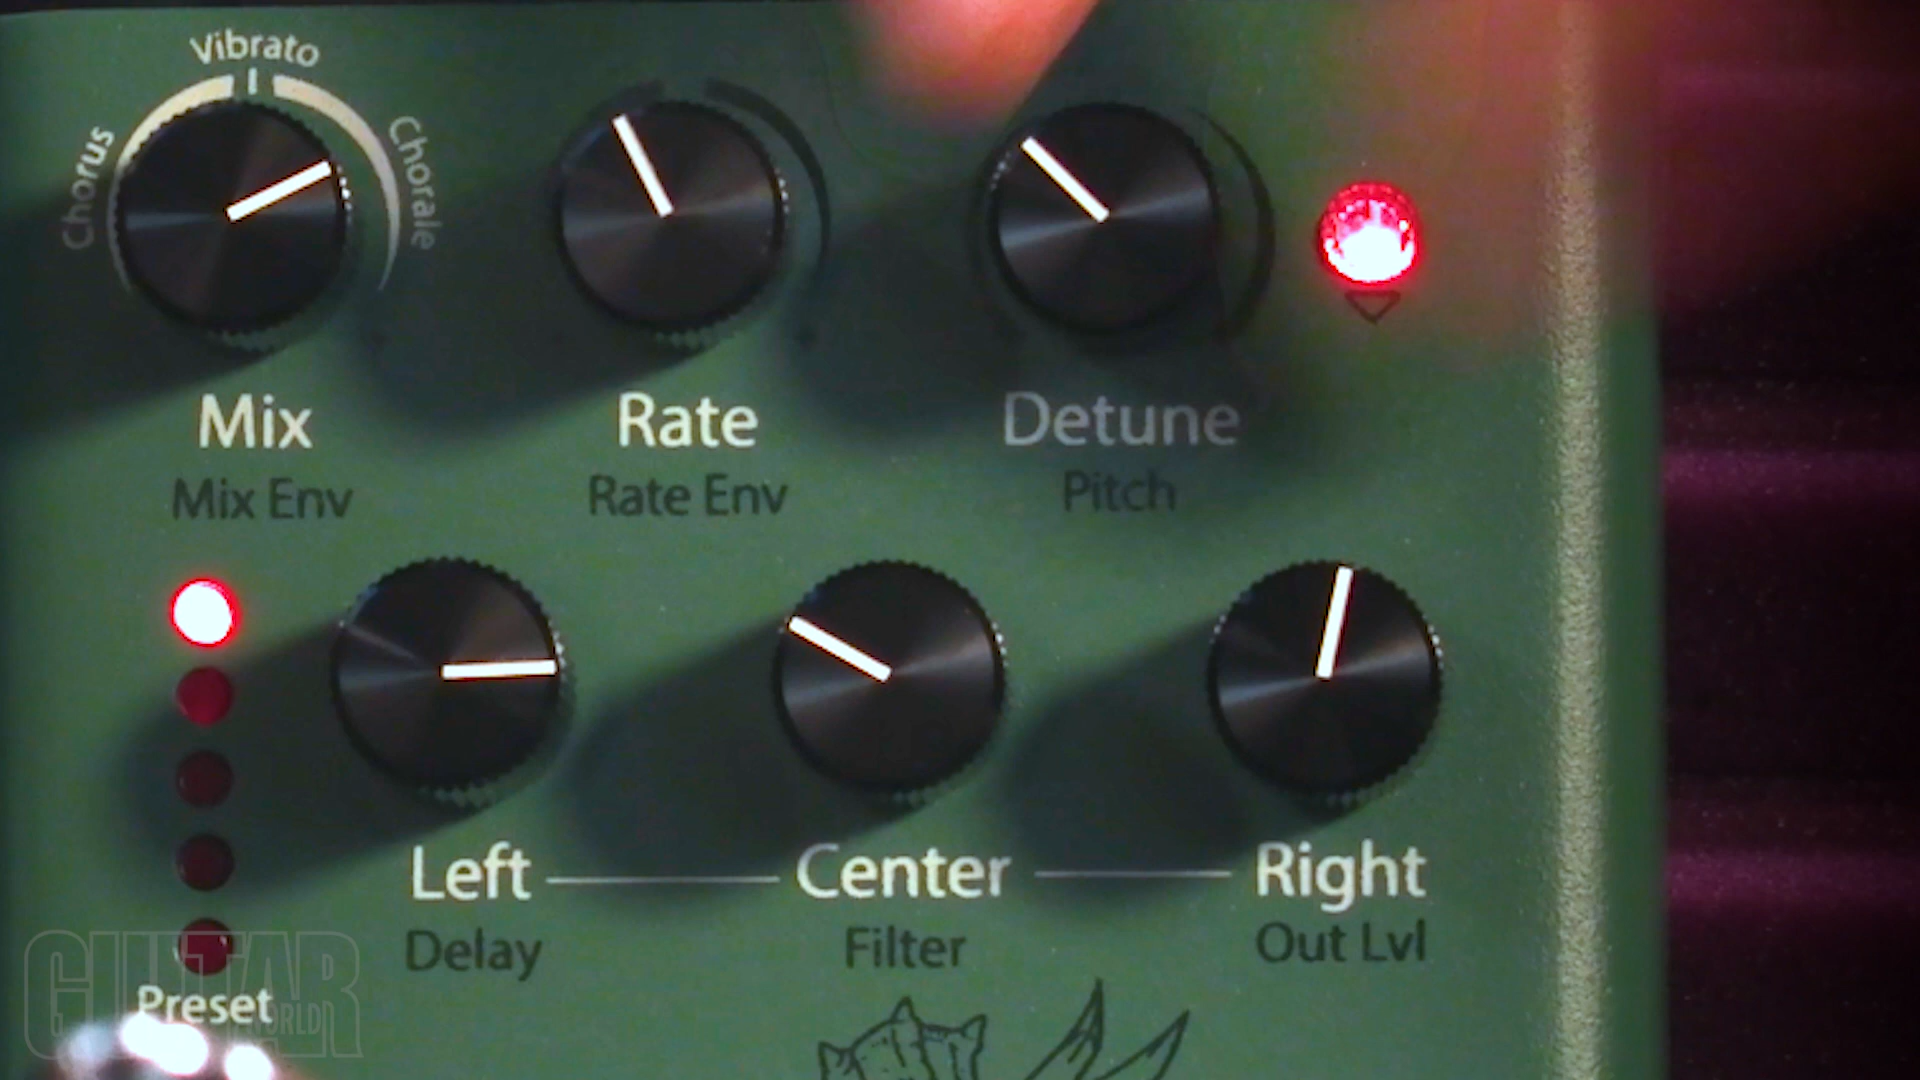 Vibrato
Chorus
Chorale
Mix
Rate
Detune
Mix Env
Rate Env
Pitch
Left
Center
Right
Delay
Filter
Out Lvl
GUITAR
WORLD
Preset